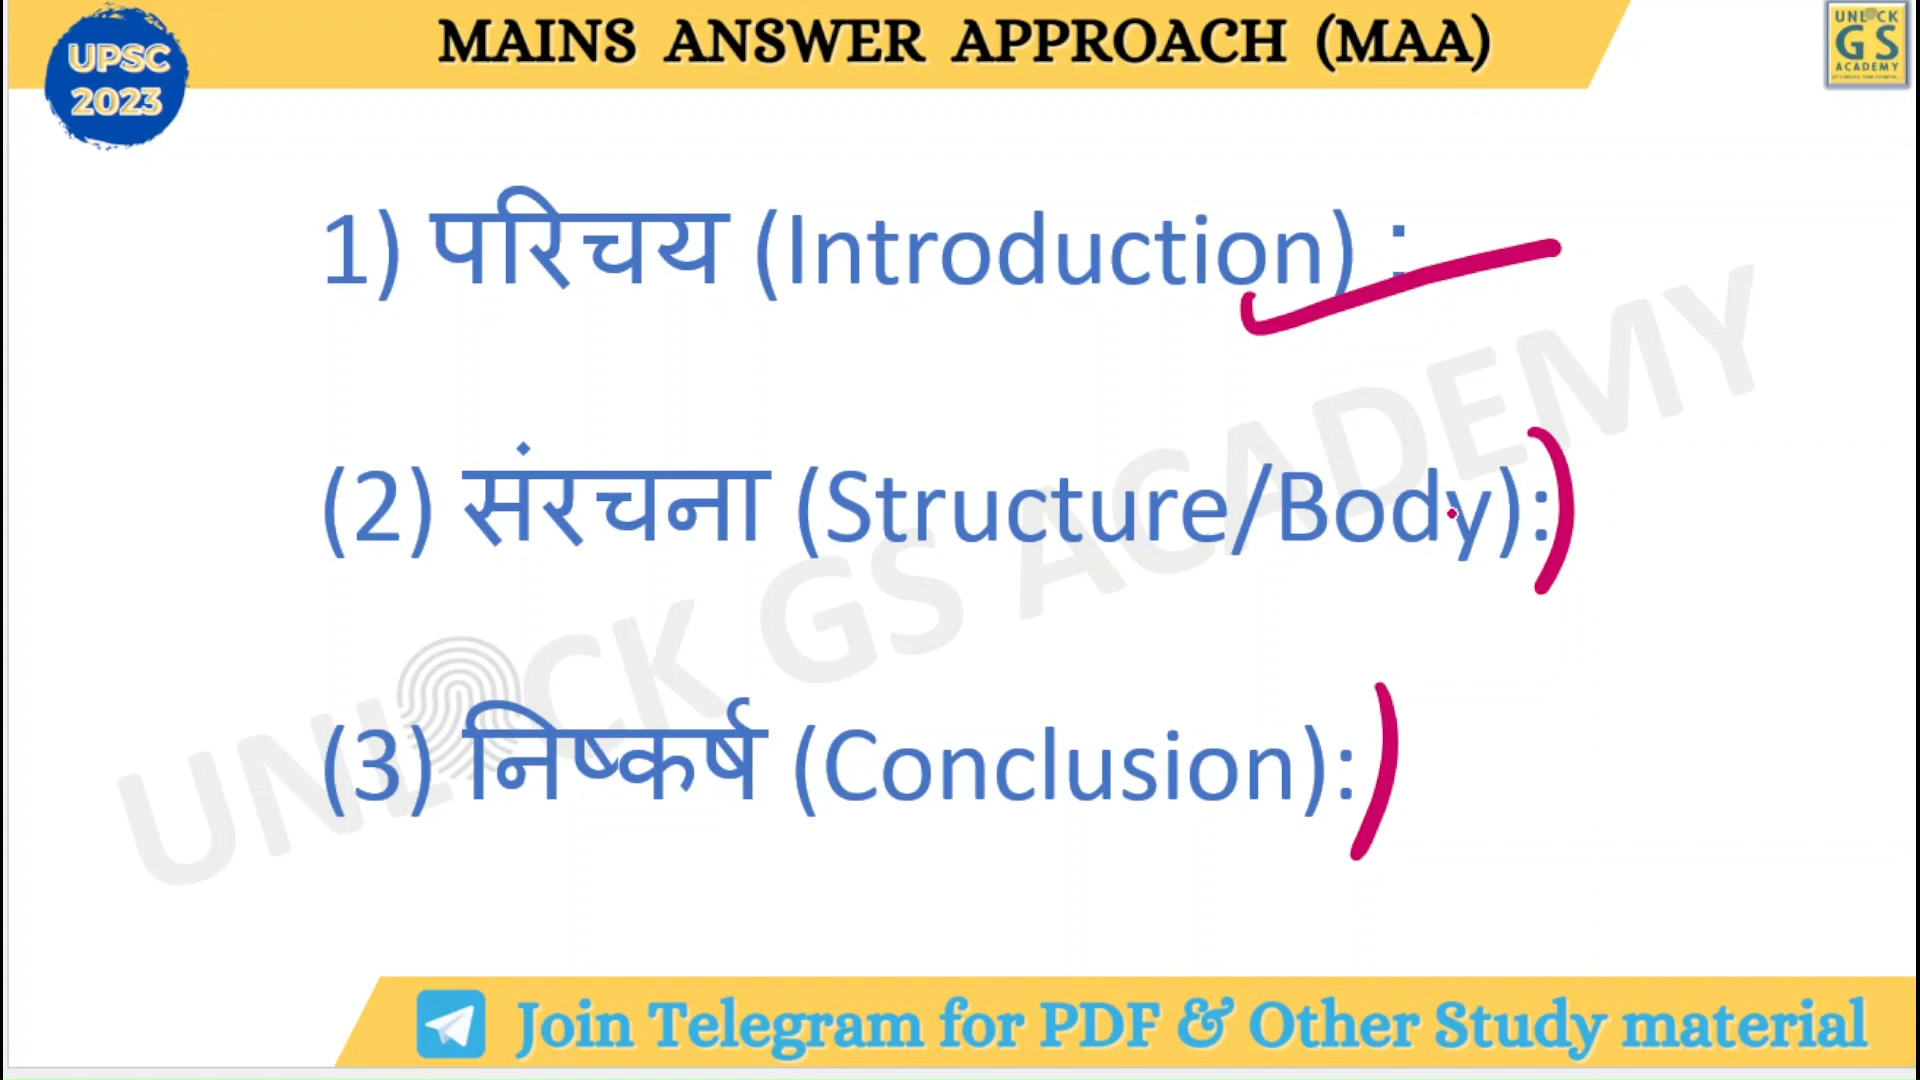 MAINS ANSWER APPROACH (MAA)
UPSC
2023
UNLOCK
GS
ACADEMY
1) परिचय (Introduction) :
(2) संरचना (Structure/Body):
(3) निष्कर्ष (Conclusion):
UNLOCK GS ACADEMY
Join Telegram for PDF & Other Study material